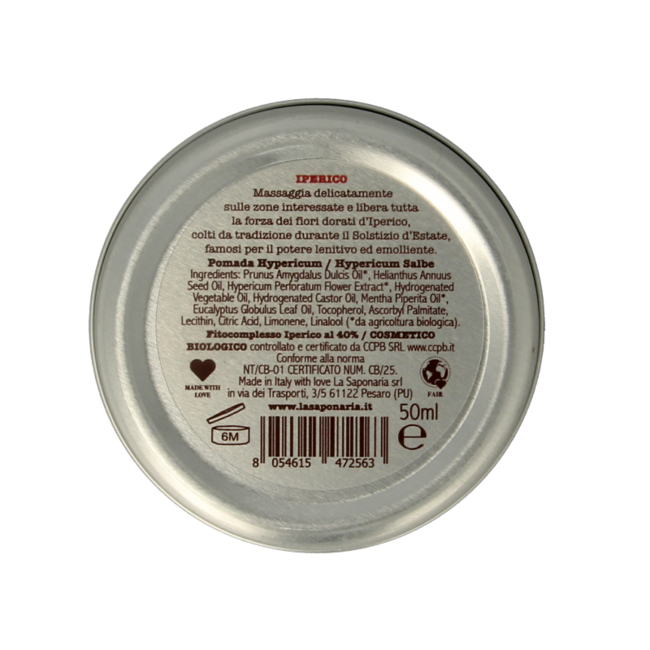 IPERICO
Massaggia delicatamente
sulle zone interessate e libera tutta
la forza dei fiori dorati d'Iperico,
colti da tradizione durante il Solstizio d'Estate,
famosi per il potere lenitivo ed emolliente.
Pomada Hypericum / Hypericum Salbe
Ingredients: Prunus Amygdalus Dulcis Oil*, Helianthus Annuus
Seed Oil, Hypericum Perforatum Flower Extract*, Hydrogenated
Vegetable Oil, Hydrogenated Castor Oil, Mentha Piperita Oil*,
Eucalyptus Globulus Leaf Oil, Tocopherol, Ascorbyl Palmitate,
Lecithin, Citric Acid, Limonene, Linalool (*da agricoltura biologica).
Fitocomplesso Iperico al 40% / COSMETICO
BIOLOGICO controllato e certificato da CCPB SRL www.ccpb.it
Conforme alla norma
NT/CB-01 CERTIFICATO NUM. CB/25.
Made in Italy with love La Saponaria srl
in via dei Trasporti, 3/5 61122 Pesaro (PU)
www.lasaponaria.it
MADE WITH
LOVE
FAIR
50ml
6M
e
8 054615 472563